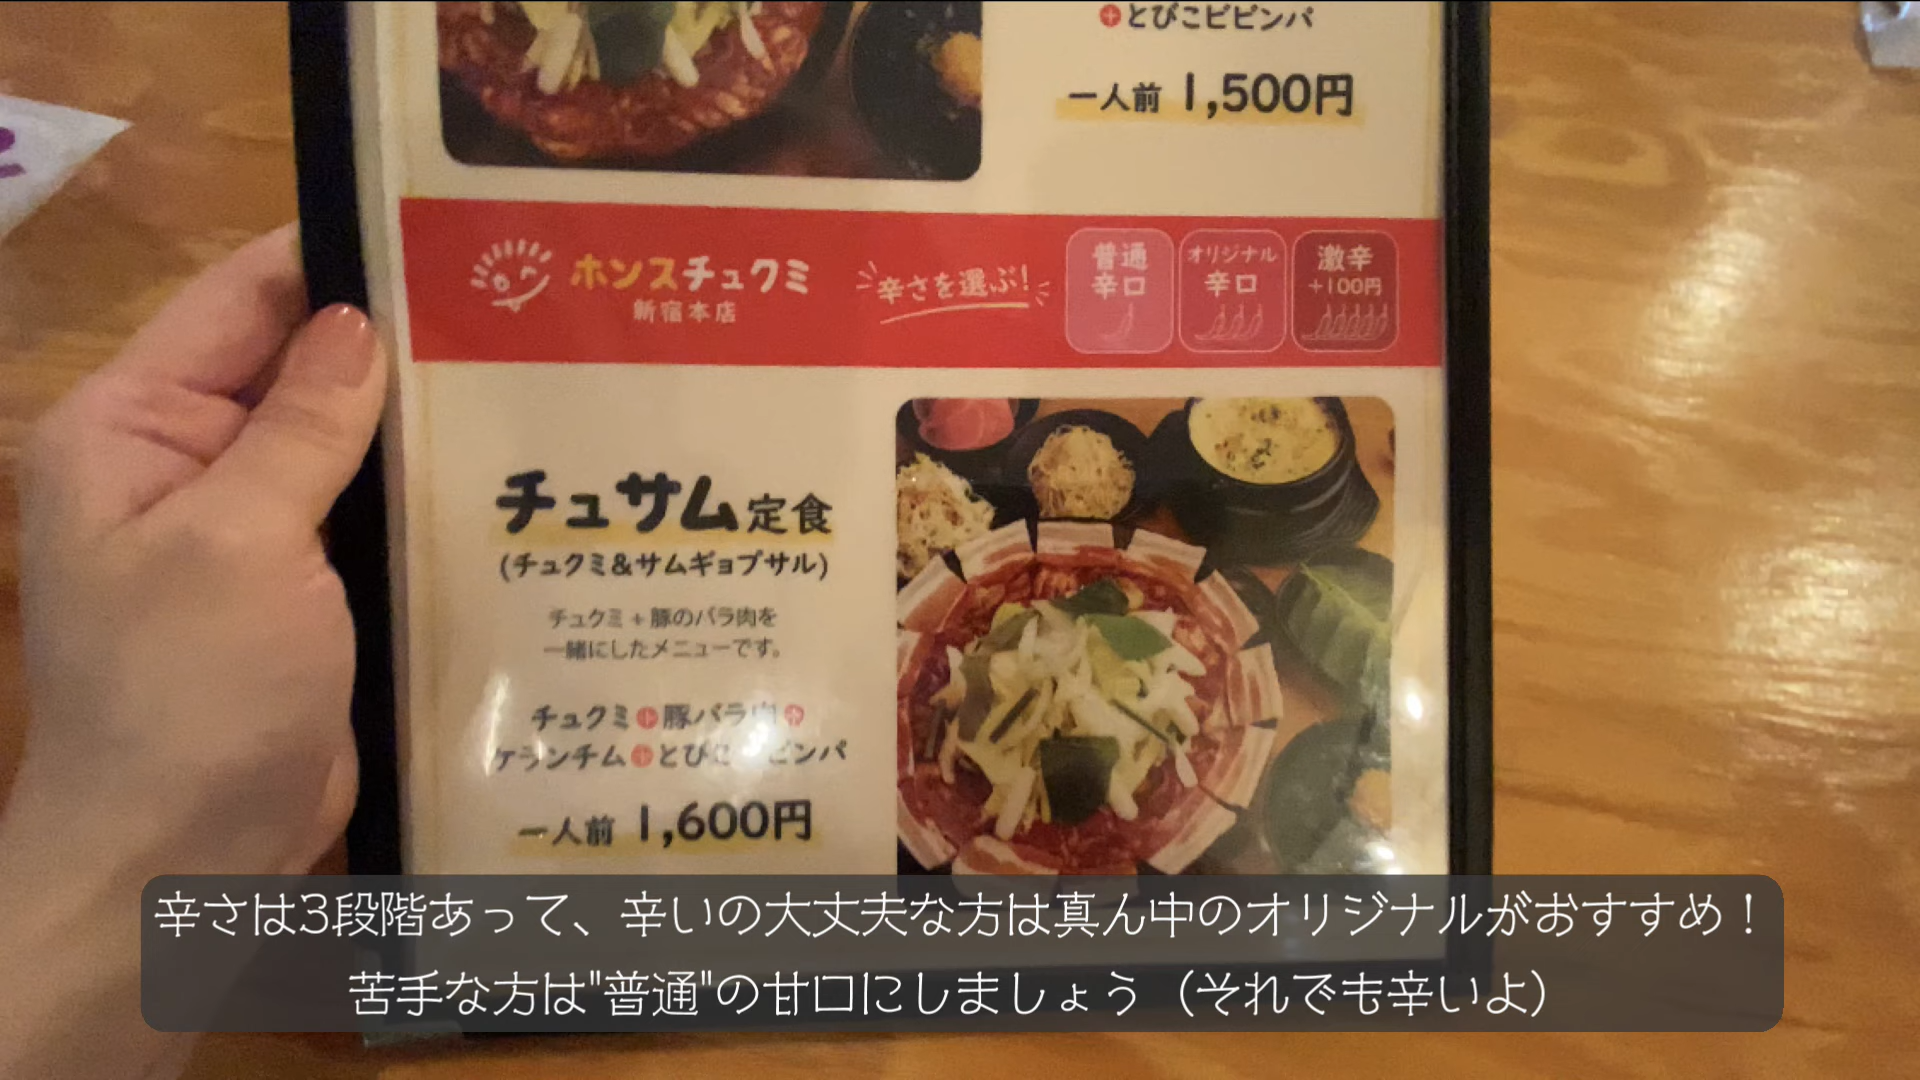 とびこビビンバ
一人前 1,500円
ホンスチュクミ
新宿本店
辛さを選ぶ!
普通
辛口
オリジナル
辛口
激辛
+100円
チュサム定食
(チュクミ&サムギョプサル)
チュクミ+豚のバラ肉を
一緒にしたメニューです。
チュクミ+豚バラ肉+
ケランチム+とびこビビンバ
一人前 1,600円
辛さは3段階あって、辛いの大丈夫な方は真ん中のオリジナルがおすすめ!
苦手な方は"普通"の甘口にしましょう(それでも辛いよ)